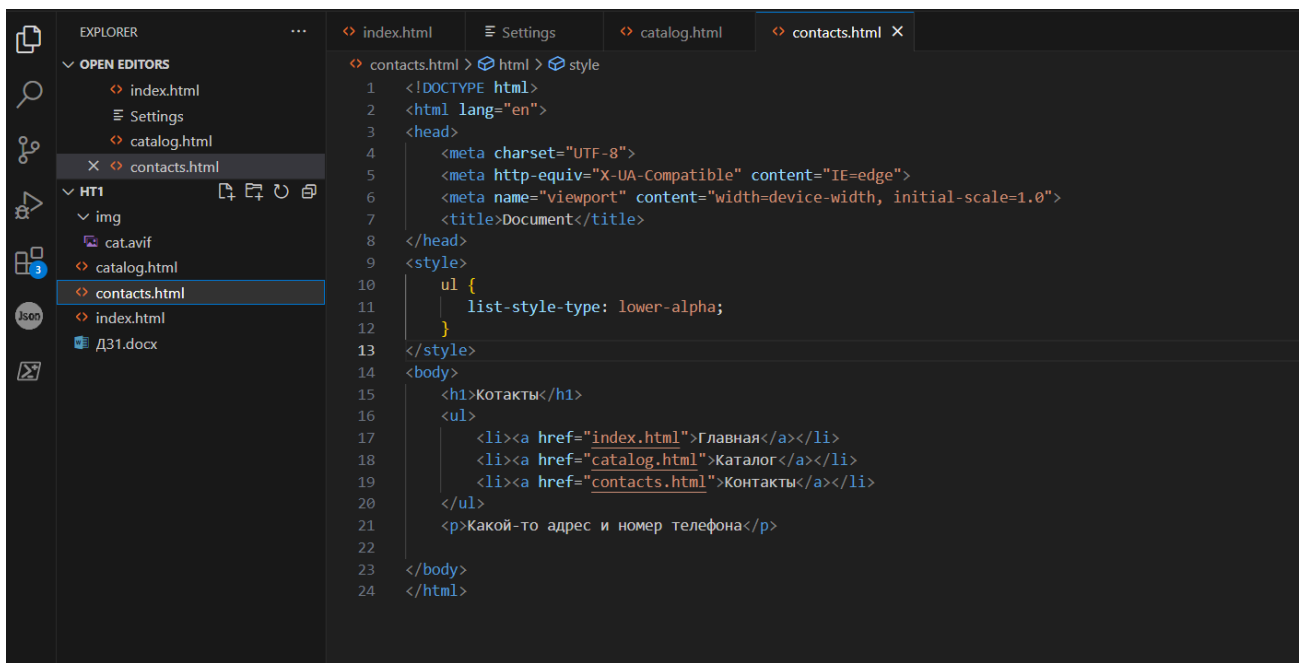 EXPLORER ···
index.html Settings catalog.html contacts.html
OPEN EDITORS
contacts.html > html > style
index.html
Settings
catalog.html
contacts.html
HT1
img
cat.avif
catalog.html
contacts.html
index.html
ДЗ1.docx
3
Json
1 <!DOCTYPE html>
2 <html lang="en">
3 <head>
4 <meta charset="UTF-8">
5 <meta http-equiv="X-UA-Compatible" content="IE=edge">
6 <meta name="viewport" content="width=device-width, initial-scale=1.0">
7 <title>Document</title>
8 </head>
9 <style>
10 ul {
11 list-style-type: lower-alpha;
12 }
13 </style>
14 <body>
15 <h1>Котакты</h1>
16 <ul>
17 <li><a href="index.html">Главная</a></li>
18 <li><a href="catalog.html">Каталог</a></li>
19 <li><a href="contacts.html">Контакты</a></li>
20 </ul>
21 <p>Какой-то адрес и номер телефона</p>
22
23 </body>
24 </html>